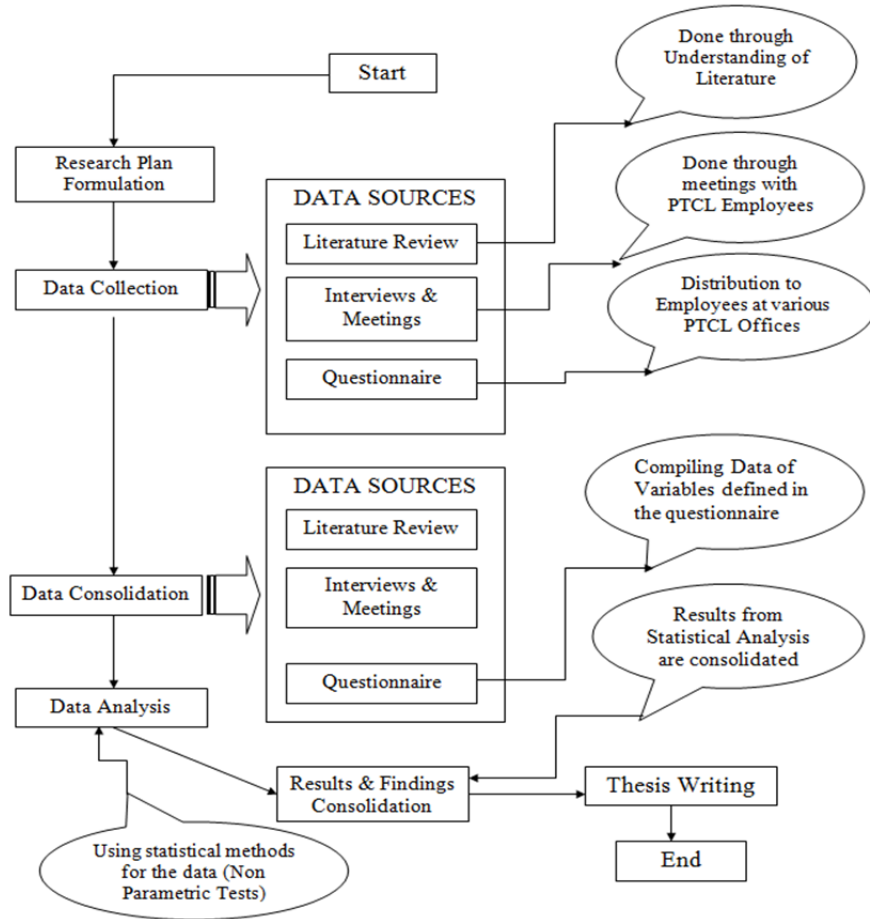 Start
Done through
Understanding of
Literature
Research Plan
Formulation
Done through
meetings with
PTCL Employees
DATA SOURCES
Literature Review
Data Collection
Interviews &
Meetings
Distribution to
Employees at various
PTCL Offices
Questionnaire
DATA SOURCES
Compiling Data of
Variables defined in
the questionnaire
Literature Review
Data Consolidation
Interviews &
Meetings
Results from
Statistical Analysis
are consolidated
Questionnaire
Data Analysis
Results & Findings
Consolidation
Thesis Writing
Using statistical methods
for the data (Non
Parametric Tests)
End